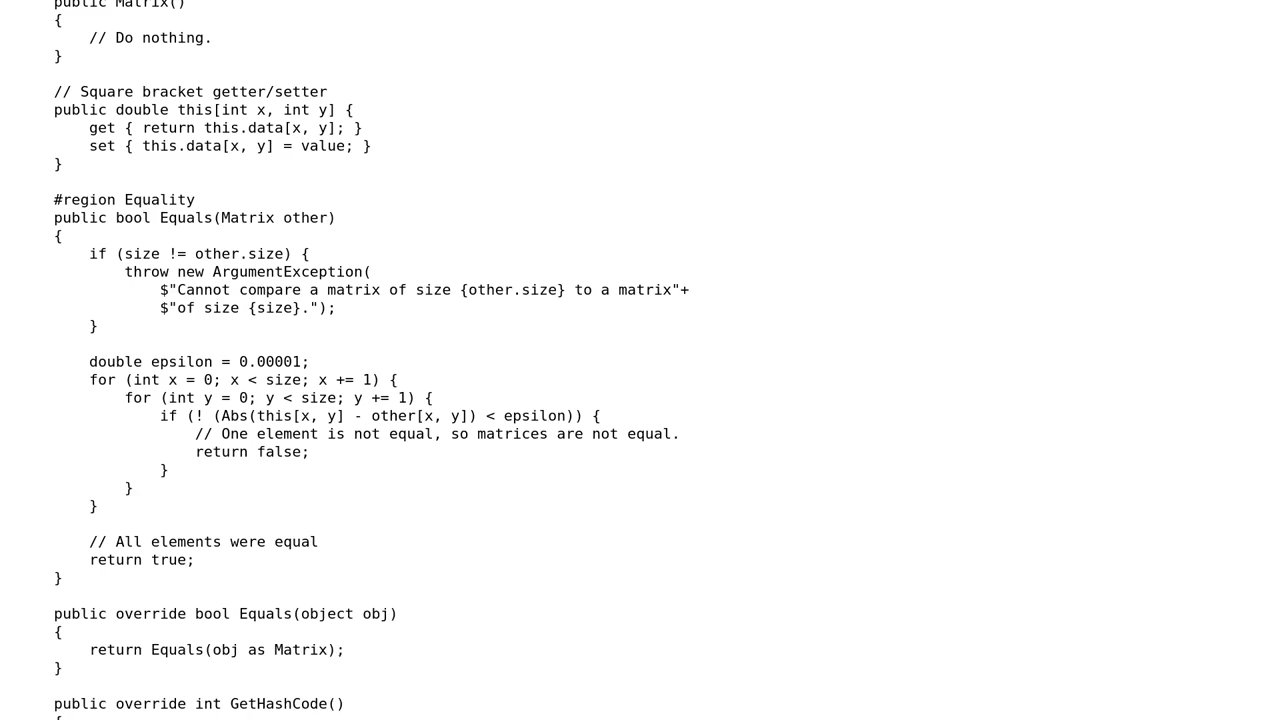 public Matrix()
{
    // Do nothing.
}

// Square bracket getter/setter
public double this[int x, int y] {
    get { return this.data[x, y]; }
    set { this.data[x, y] = value; }
}

#region Equality
public bool Equals(Matrix other)
{
    if (size != other.size) {
        throw new ArgumentException(
            $"Cannot compare a matrix of size {other.size} to a matrix"+
            $"of size {size}.");
    }

    double epsilon = 0.00001;
    for (int x = 0; x < size; x += 1) {
        for (int y = 0; y < size; y += 1) {
            if (! (Abs(this[x, y] - other[x, y]) < epsilon)) {
                // One element is not equal, so matrices are not equal.
                return false;
            }
        }
    }

    // All elements were equal
    return true;
}

public override bool Equals(object obj)
{
    return Equals(obj as Matrix);
}

public override int GetHashCode()
{